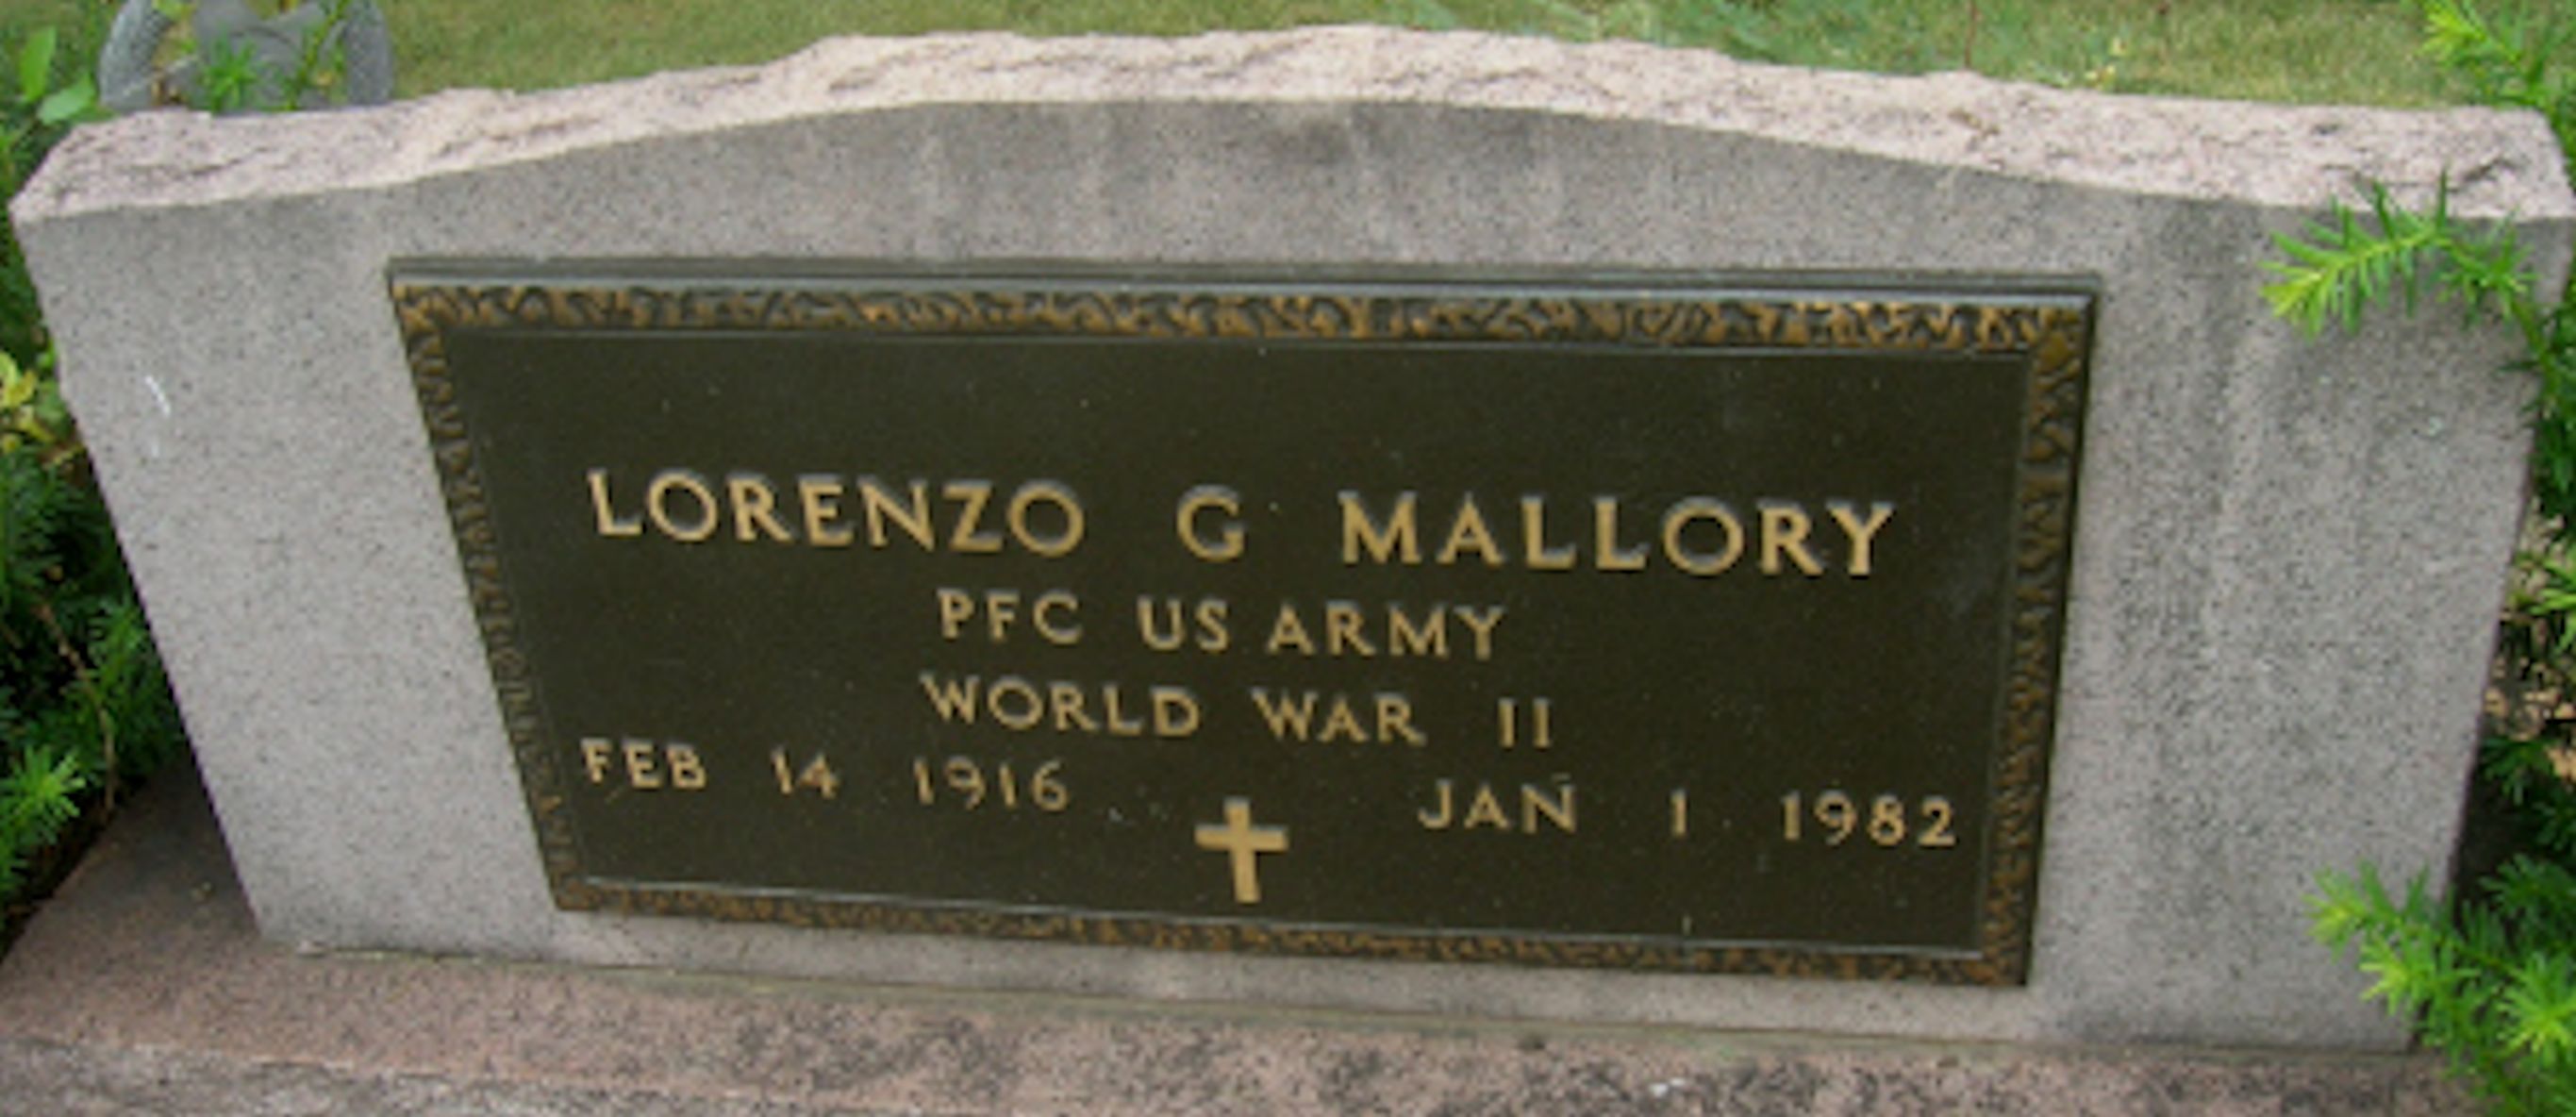 LORENZO G MALLORY
PFC US ARMY
WORLD WAR II
FEB 14 1916 JAN 1 1982